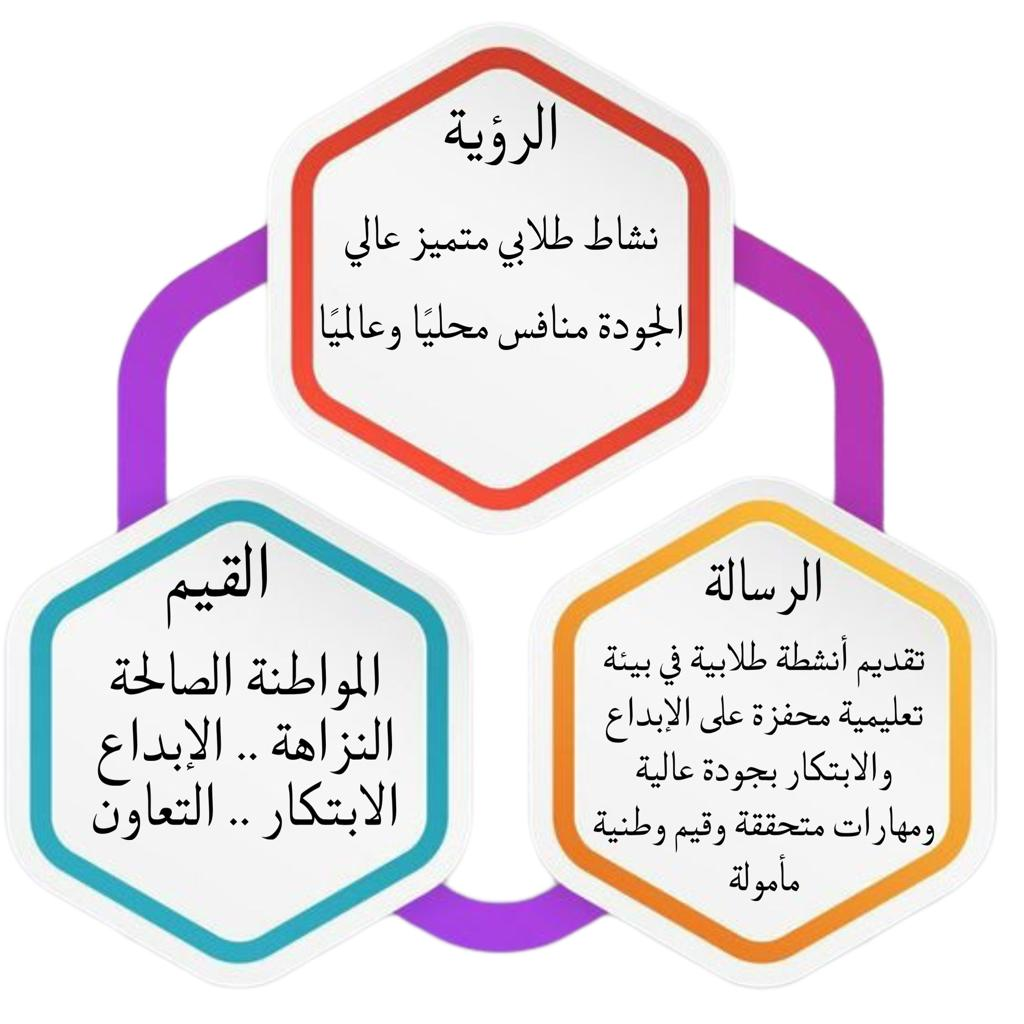 الرؤية
نشاط طلابي متميز عالي
الجودة منافس محليًا وعالميًا
الرسالة
تقديم أنشطة طلابية في بيئة
تعليمية محفزة على الإبداع
والابتكار بجودة عالية
ومهارات متحققة وقيم وطنية
مأمولة
القيم
المواطنة الصالحة
النزاهة .. الإبداع
الابتكار .. التعاون